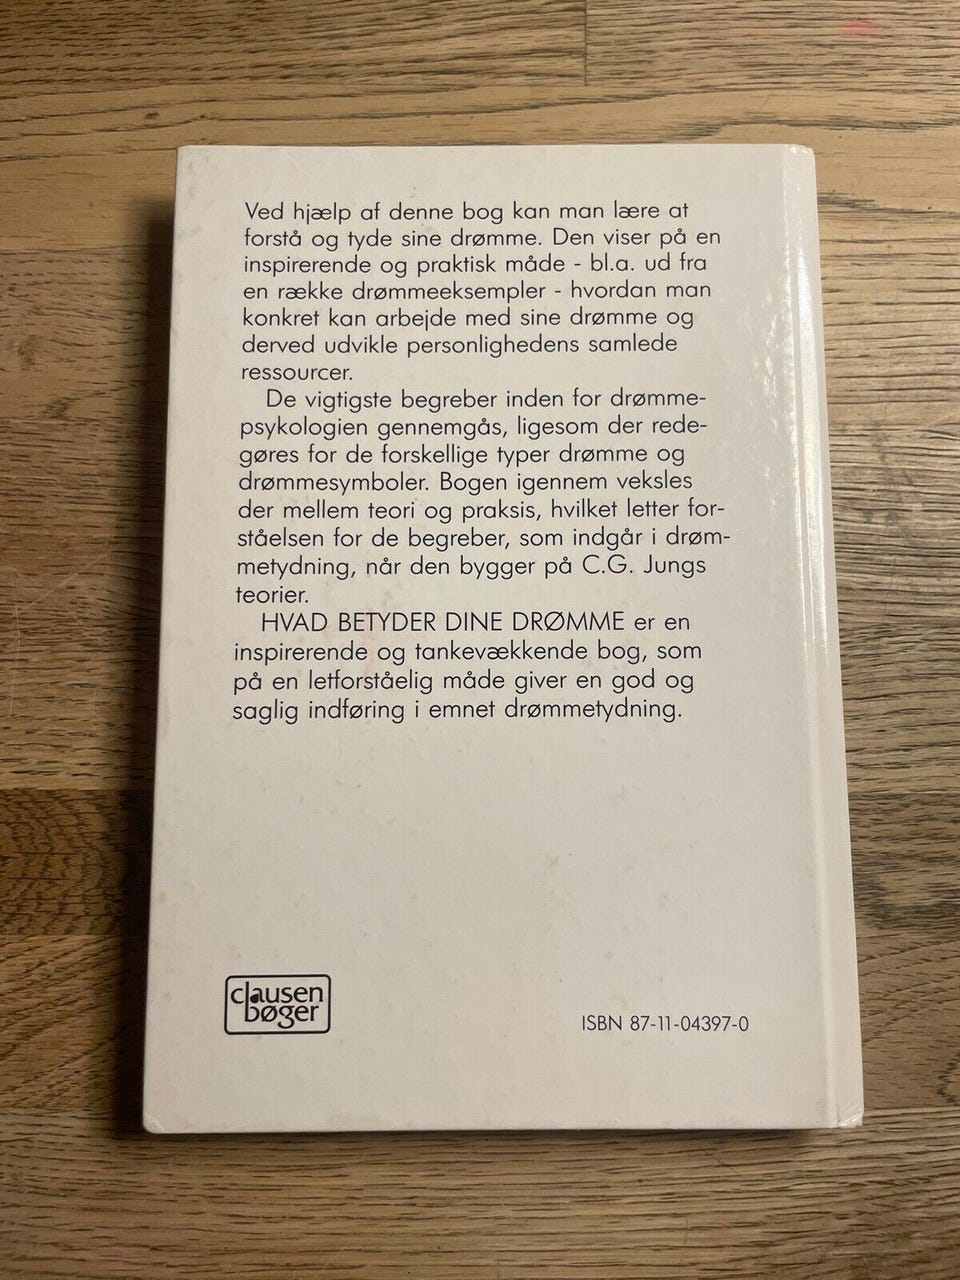 Ved hjælp af denne bog kan man lære at
forstå og tyde sine drømme. Den viser på en
inspirerende og praktisk måde - bl.a. ud fra
en række drømmeeksempler - hvordan man
konkret kan arbejde med sine drømme og
derved udvikle personlighedens samlede
ressourcer.
De vigtigste begreber inden for drømme-
psykologien gennemgås, ligesom der rede-
gøres for de forskellige typer drømme og
drømmesymboler. Bogen igennem veksles
der mellem teori og praksis, hvilket letter for-
ståelsen for de begreber, som indgår i drøm-
metydning, når den bygger på C.G. Jungs
teorier.
HVAD BETYDER DINE DRØMME er en
inspirerende og tankevækkende bog, som
på en letforståelig måde giver en god og
saglig indføring i emnet drømmetydning.
clausen
bøger
ISBN 87-11-04397-0